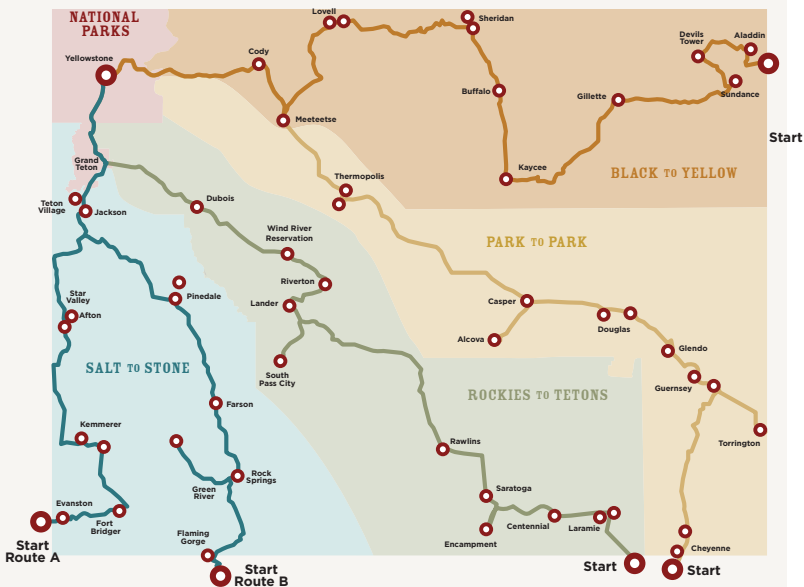 NATIONAL
PARKS
Yellowstone
Cody
Lovell
Sheridan
Devils
Tower
Aladdin
Buffalo
Gillette
Sundance
Start
Meeteetse
Kaycee
BLACK TO YELLOW
Grand
Teton
Teton
Village
Jackson
Dubois
Thermopolis
Wind River
Reservation
PARK TO PARK
Riverton
Lander
Pinedale
Star
Valley
Afton
Casper
Alcova
Douglas
Glendo
Guernsey
Torrington
SALT TO STONE
South
Pass City
ROCKIES TO TETONS
Farson
Kemmerer
Rawlins
Rock
Springs
Green
River
Saratoga
Evanston
Fort
Bridger
Centennial
Laramie
Encampment
Flaming
Gorge
Cheyenne
Start
Route A
Start
Route B
Start
Start